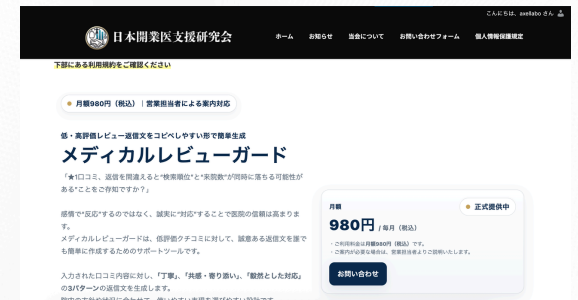 こんにちは、axellabo さん
日本開業医支援研究会
ホーム お知らせ 当会について お問い合わせフォーム 個人情報保護規定
下部にある利用規約をご確認ください
月額980円（税込）｜営業担当者による案内対応
低・高評価レビュー返信文をコピペしやすい形で簡単生成
メディカルレビューガード
「★1口コミ、返信を間違えると“検索順位”と“来院数”が同時に落ちる可能性が
ある”ことをご存知ですか？」
感情で“反応”するのではなく、誠実に“対応”することで医院の信頼は高まりま
す。
メディカルレビューガードは、低評価クチコミに対して、誠意ある返信文を誰で
も簡単に作成するためのサポートツールです。
入力された口コミ内容に対し、「丁寧」、「共感・寄り添い」、「毅然とした対応」
の3パターンの返信文を生成します。
月額
正式提供中
980円 / 毎月（税込）
・ご利用料金は月額980円（税込）です。
・ご案内が必要な場合は、営業担当者よりご説明いたします。
お問い合わせ